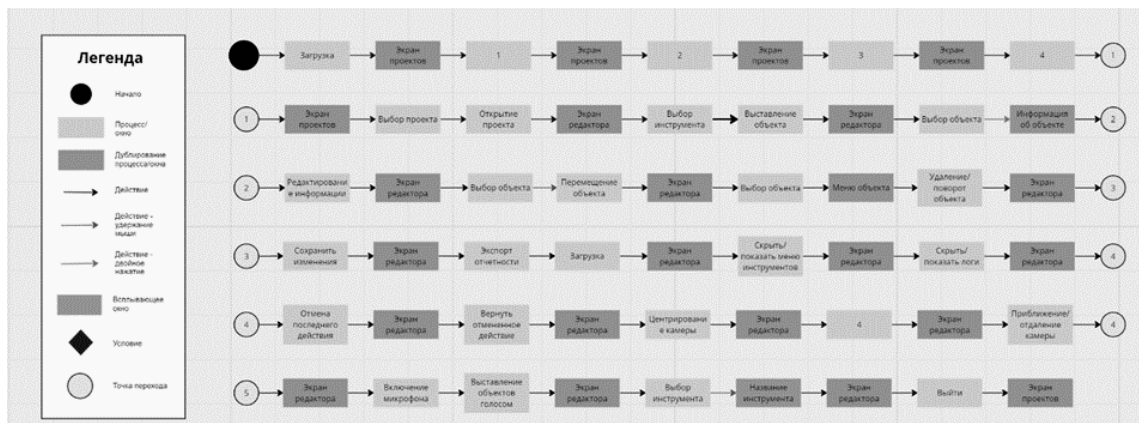 Легенда
Начало
Процесс/
окно
Дублирование
процесса/окна
Действие
Действие -
удержание
мыши
Действие -
двойное
нажатие
Всплывающее
окно
Условие
Точка перехода
Загрузка
Экран
проектов
1
Экран
проектов
2
Экран
проектов
3
Экран
проектов
4
1
1
Экран
проектов
Выбор проекта
Открытие
проекта
Экран
редактора
Выбор
инструмента
Выставление
объекта
Экран
редактора
Выбор объекта
Информация
об объекте
2
2
Редактировани
е информации
Экран
редактора
Выбор объекта
Перемещение
объекта
Экран
редактора
Выбор объекта
Меню объекта
Удаление/
поворот
объекта
Экран
редактора
3
3
Сохранить
изменения
Экран
редактора
Экспорт
отчетности
Загрузка
Экран
редактора
Скрыть/
показать меню
инструментов
Экран
редактора
Скрыть/
показать логи
Экран
редактора
4
4
Отмена
последнего
действия
Экран
редактора
Вернуть
отмененное
действие
Экран
редактора
Центрировани
е камеры
Экран
редактора
4
Экран
редактора
Приближение/
отдаление
камеры
4
5
Экран
редактора
Включение
микрофона
Выставление
объектов
голосом
Экран
редактора
Выбор
инструмента
Название
инструмента
Экран
редактора
Выйти
Экран
проектов